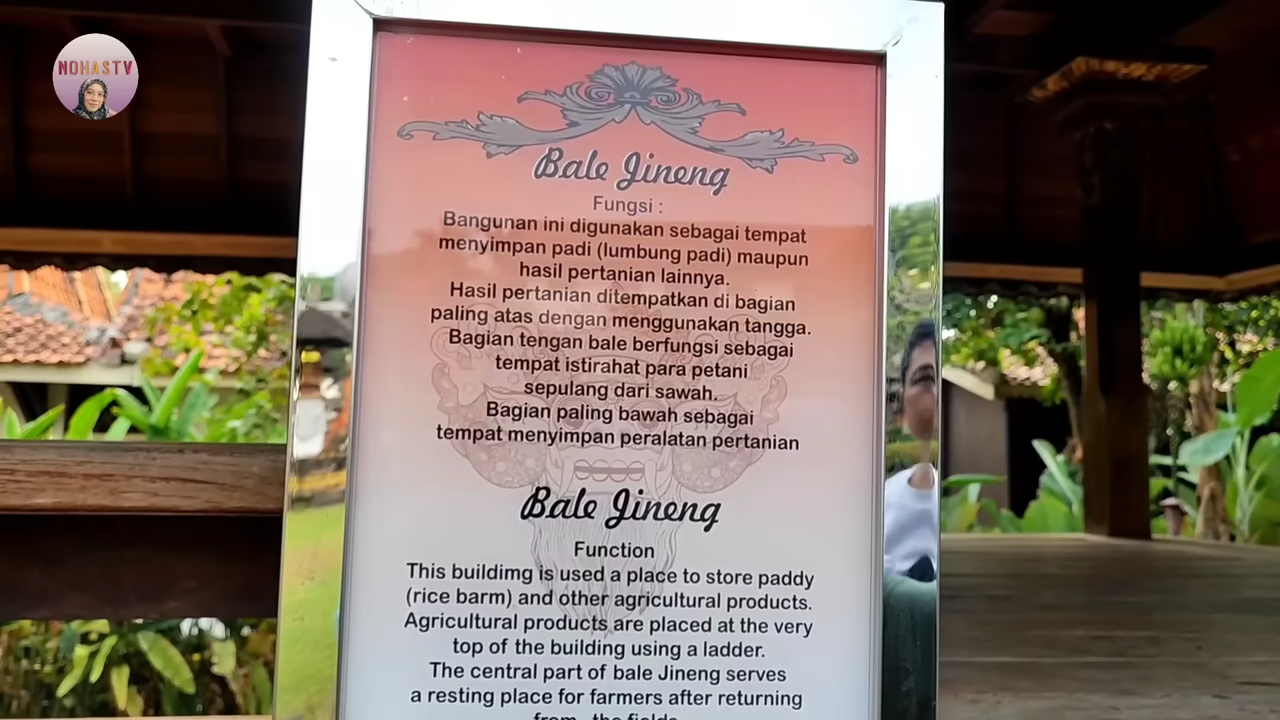 NOHASTV
Bale Jineng
Fungsi :
Bangunan ini digunakan sebagai tempat
menyimpan padi (lumbung padi) maupun
hasil pertanian lainnya.
Hasil pertanian ditempatkan di bagian
paling atas dengan menggunakan tangga.
Bagian tengan bale berfungsi sebagai
tempat istirahat para petani
sepulang dari sawah.
Bagian paling bawah sebagai
tempat menyimpan peralatan pertanian
Bale Jineng
Function
This buildimg is used a place to store paddy
(rice barm) and other agricultural products.
Agricultural products are placed at the very
top of the building using a ladder.
The central part of bale Jineng serves
a resting place for farmers after returning
from the fields